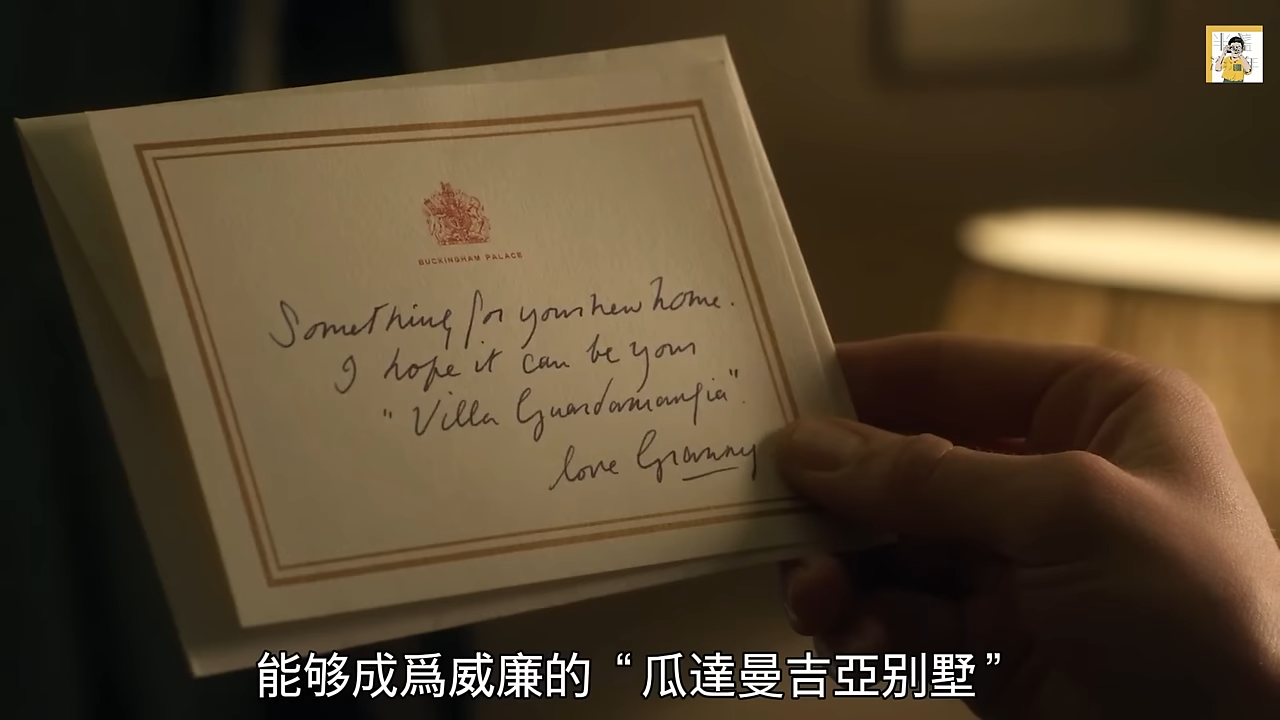 BUCKINGHAM PALACE
Something for your new home.
I hope it can be your
"Villa Guardamangia".
love Granny
能够成爲威廉的“瓜達曼吉亞别墅”